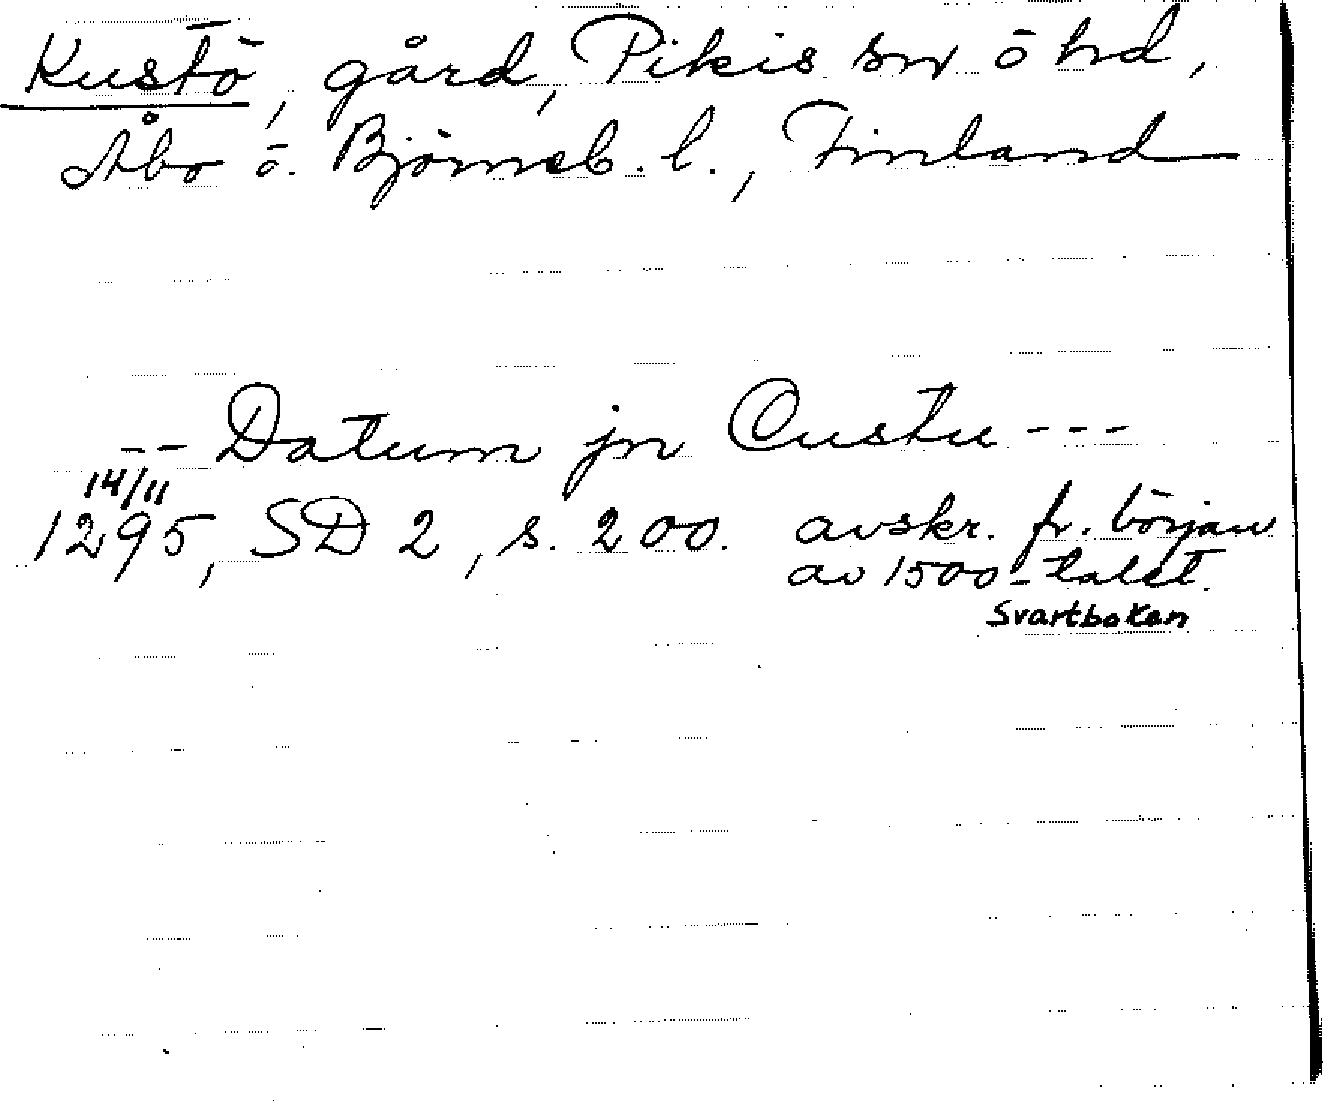 Kustö, gård, Pikis sn ö hd,
Åbo ö. Björneb. l., Finland
-- Datum jn Custu ---
14/11
1295, SD 2, s. 200. avskr. fr. början
av 1500-talet.
Svartboken